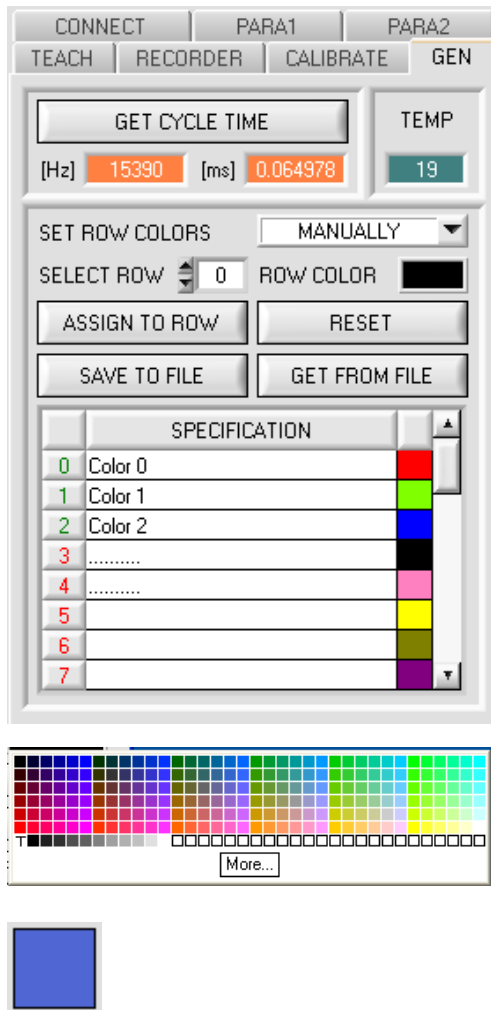 CONNECT PARA1 PARA2
TEACH RECORDER CALIBRATE GEN
GET CYCLE TIME TEMP
[Hz] 15390 [ms] 0.064978 19
SET ROW COLORS MANUALLY
SELECT ROW 0 ROW COLOR
ASSIGN TO ROW RESET
SAVE TO FILE GET FROM FILE
SPECIFICATION
0 Color 0
1 Color 1
2 Color 2
3 ..........
4 ..........
5
6
7
T
More...